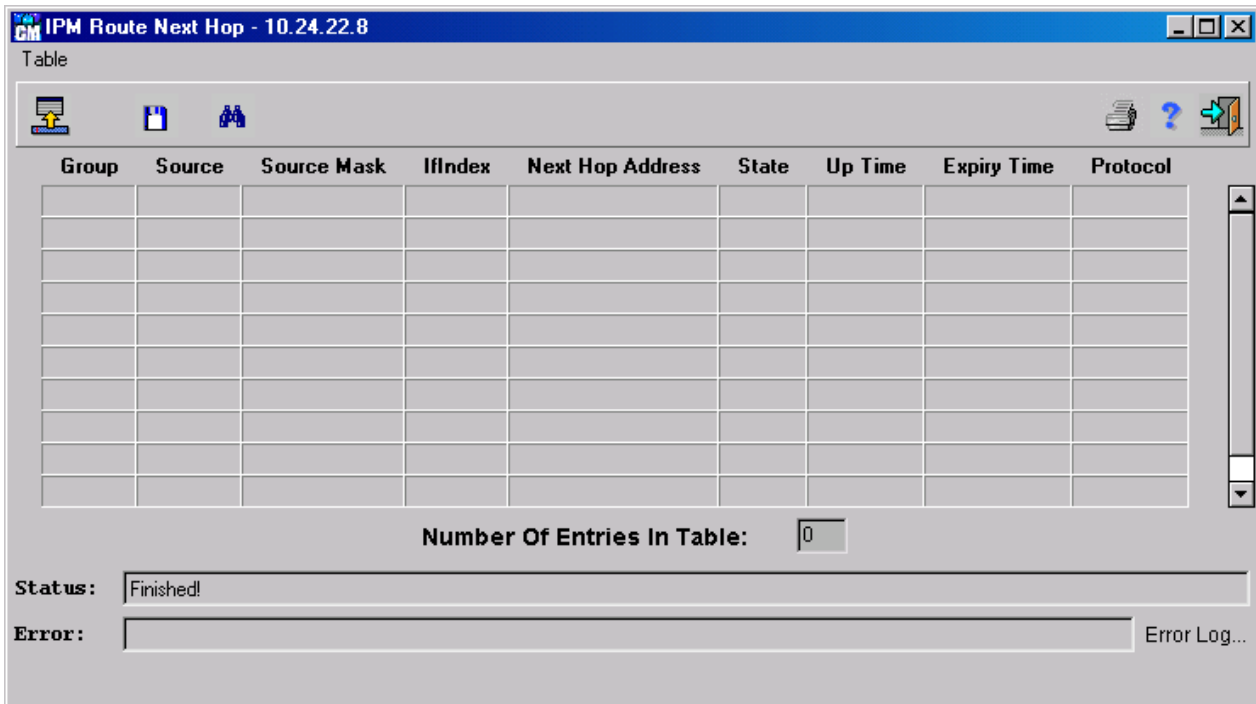 CM IPM Route Next Hop - 10.24.22.8
Table
?
Group Source Source Mask IfIndex Next Hop Address State Up Time Expiry Time Protocol
Number Of Entries In Table: 0
Status: Finished!
Error: Error Log...